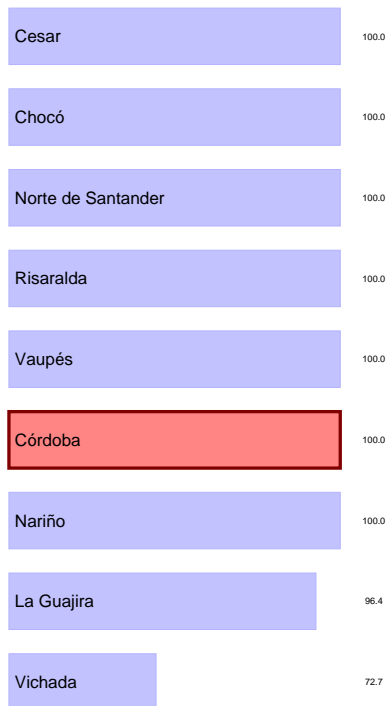 Cesar 100.0
Chocó 100.0
Norte de Santander 100.0
Risaralda 100.0
Vaupés 100.0
Córdoba 100.0
Nariño 100.0
La Guajira 96.4
Vichada 72.7